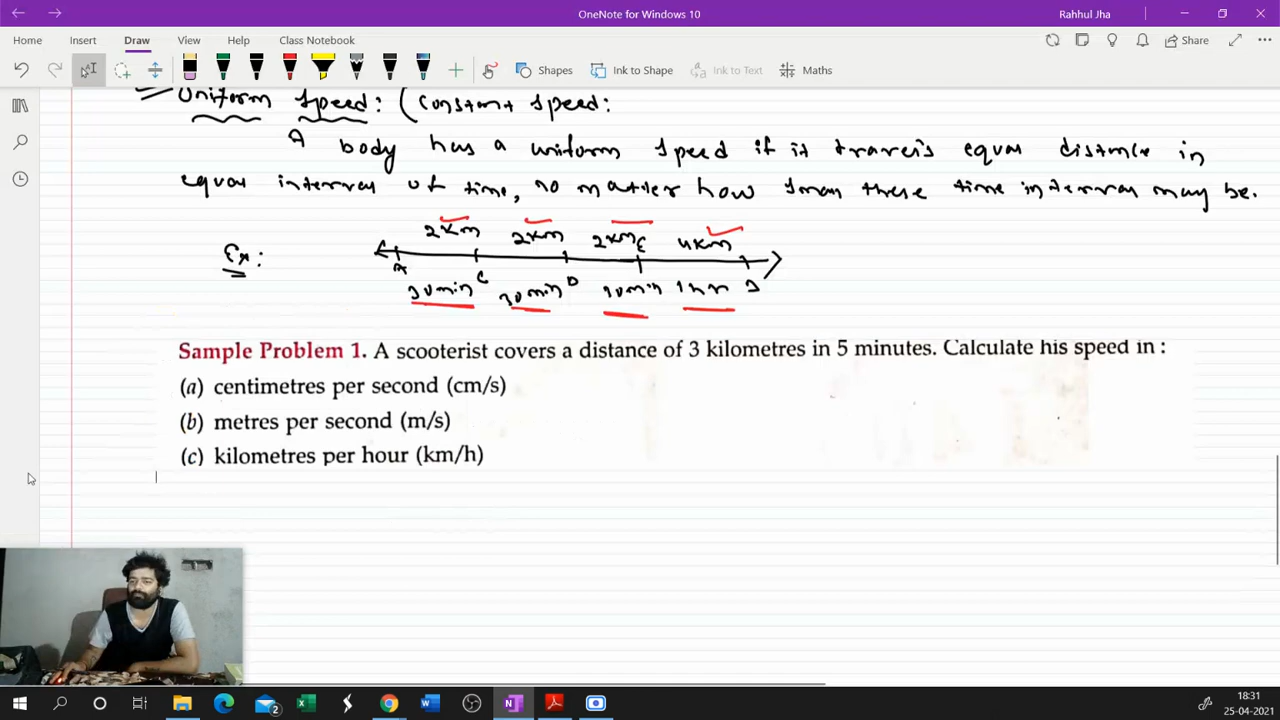 OneNote for Windows 10
Rahhul Jha
Home Insert Draw View Help Class Notebook
Share
Shapes Ink to Shape Ink to Text Maths
Uniform Speed: (Constant Speed:
A body has a uniform speed if it travels equal distance in
equal interval of time, no matter how small these time interval may be.
Ex:
2km 2km 2km E 4km
A C D B
30min 30min 30min 1hr
Sample Problem 1. A scooterist covers a distance of 3 kilometres in 5 minutes. Calculate his speed in :
(a) centimetres per second (cm/s)
(b) metres per second (m/s)
(c) kilometres per hour (km/h)
2
18:31
25-04-2021